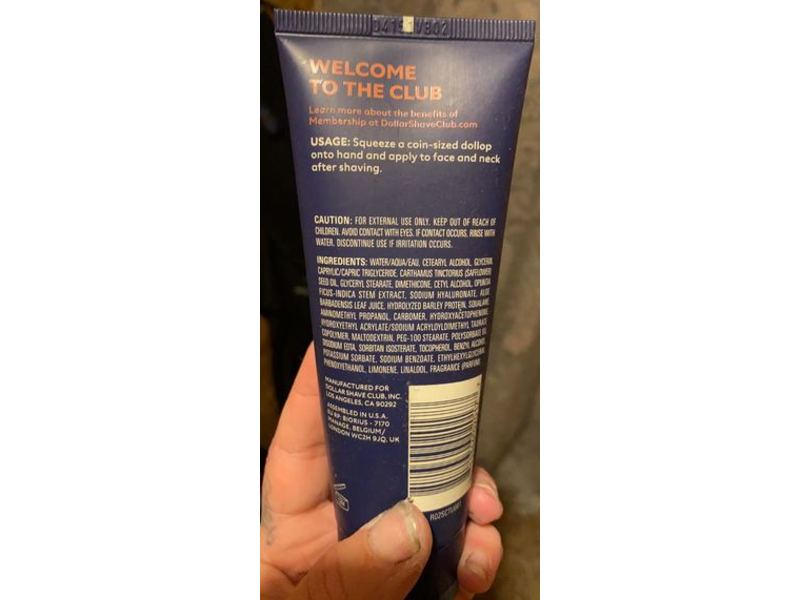 WELCOME
TO THE CLUB
Learn more about the benefits of
Membership at DollarShaveClub.com
USAGE: Squeeze a coin-sized dollop
onto hand and apply to face and neck
after shaving.
CAUTION: FOR EXTERNAL USE ONLY. KEEP OUT OF REACH OF
CHILDREN. AVOID CONTACT WITH EYES. IF CONTACT OCCURS, RINSE WITH
WATER. DISCONTINUE USE IF IRRITATION OCCURS.
INGREDIENTS: WATER/AQUA/EAU, CETEARYL ALCOHOL, GLYCERIN,
CAPRYLIC/CAPRIC TRIGLYCERIDE, CARTHAMUS TINCTORIUS (SAFFLOWER)
SEED OIL, GLYCERYL STEARATE, DIMETHICONE, CETYL ALCOHOL, OPUNTIA
FICUS-INDICA STEM EXTRACT, SODIUM HYALURONATE, ALOE
BARBADENSIS LEAF JUICE, HYDROLYZED BARLEY PROTEIN, SQUALANE,
AMINOMETHYL PROPANOL, CARBOMER, HYDROXYACETOPHENONE,
HYDROXYETHYL ACRYLATE/SODIUM ACRYLOYLDIMETHYL TAURATE
COPOLYMER, MALTODEXTRIN, PEG-100 STEARATE, POLYSORBATE 60,
DISODIUM EDTA, SORBITAN ISOSTEARATE, TOCOPHEROL, BENZYL ALCOHOL,
POTASSIUM SORBATE, SODIUM BENZOATE, ETHYLHEXYLGLYCERIN,
PHENOXYETHANOL, LIMONENE, LINALOOL, FRAGRANCE (PARFUM)
MANUFACTURED FOR
DOLLAR SHAVE CLUB, INC.
LOS ANGELES, CA 90292
ASSEMBLED IN U.S.A.
EU RP: BIORIUS - 7170
MANAGE, BELGIUM/
LONDON WC2H 9JQ, UK